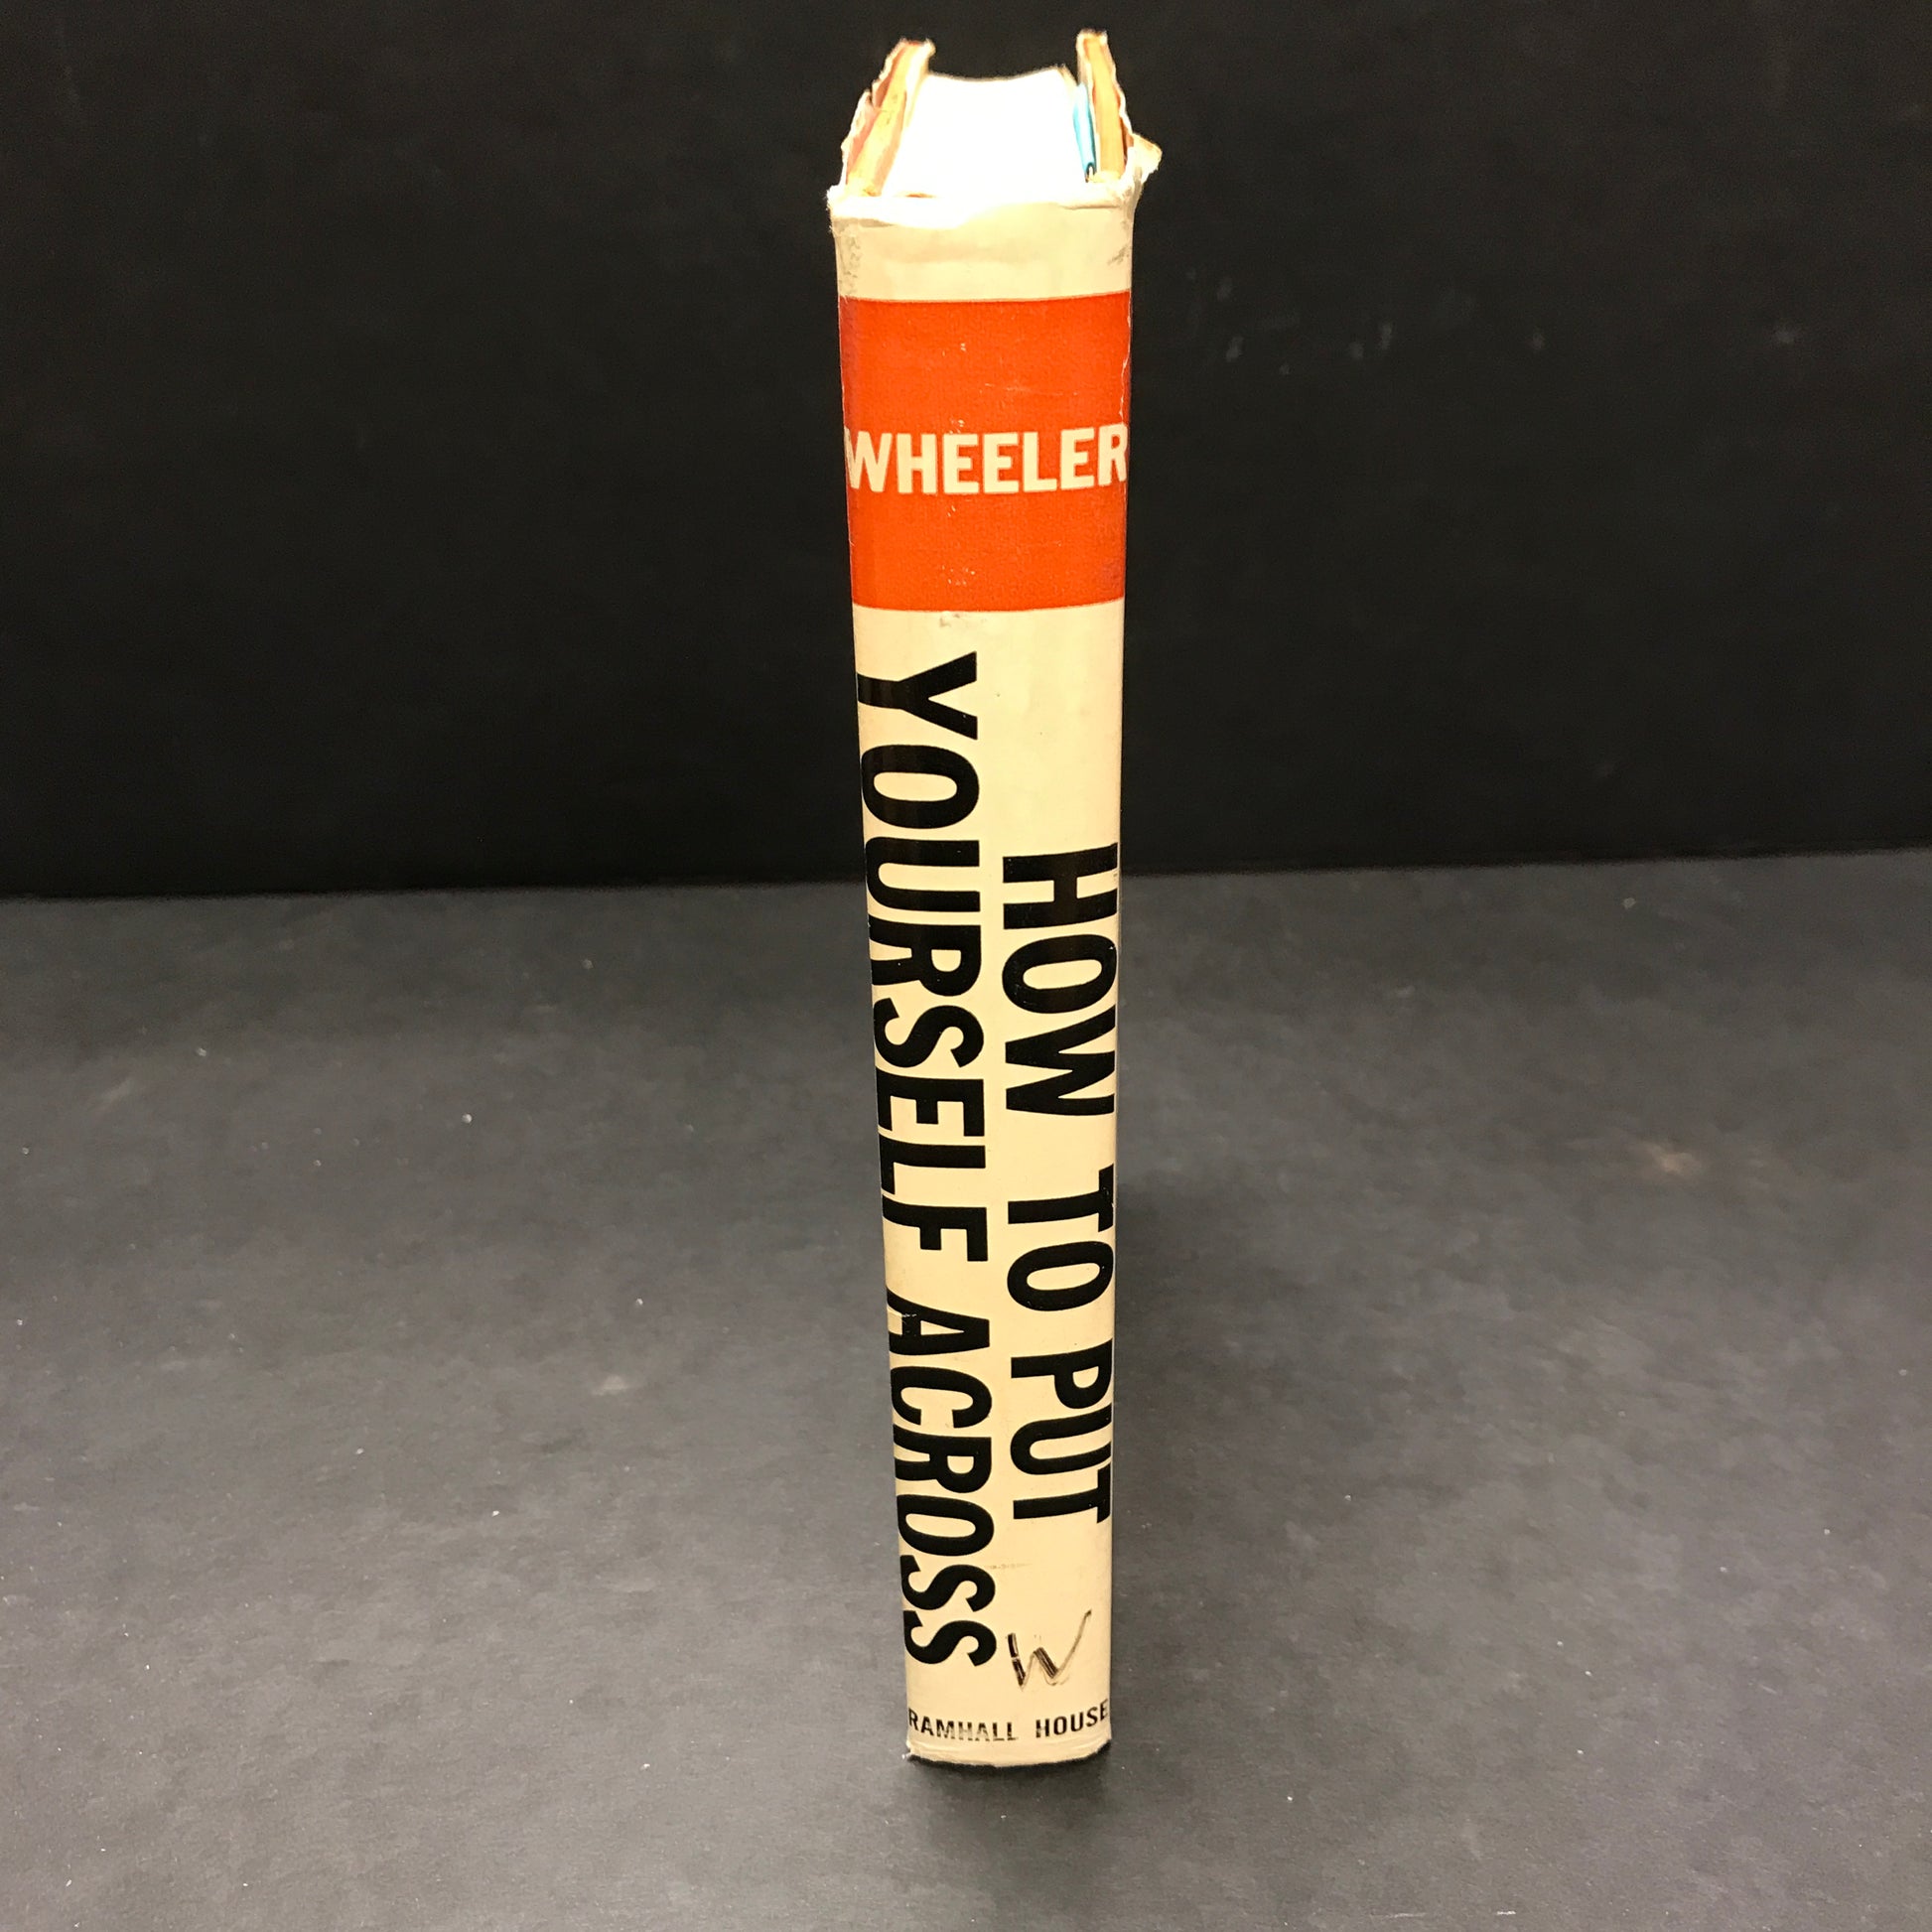 WHEELER
HOW TO PUT
YOURSELF ACROSS
W
RAMHALL HOUSE